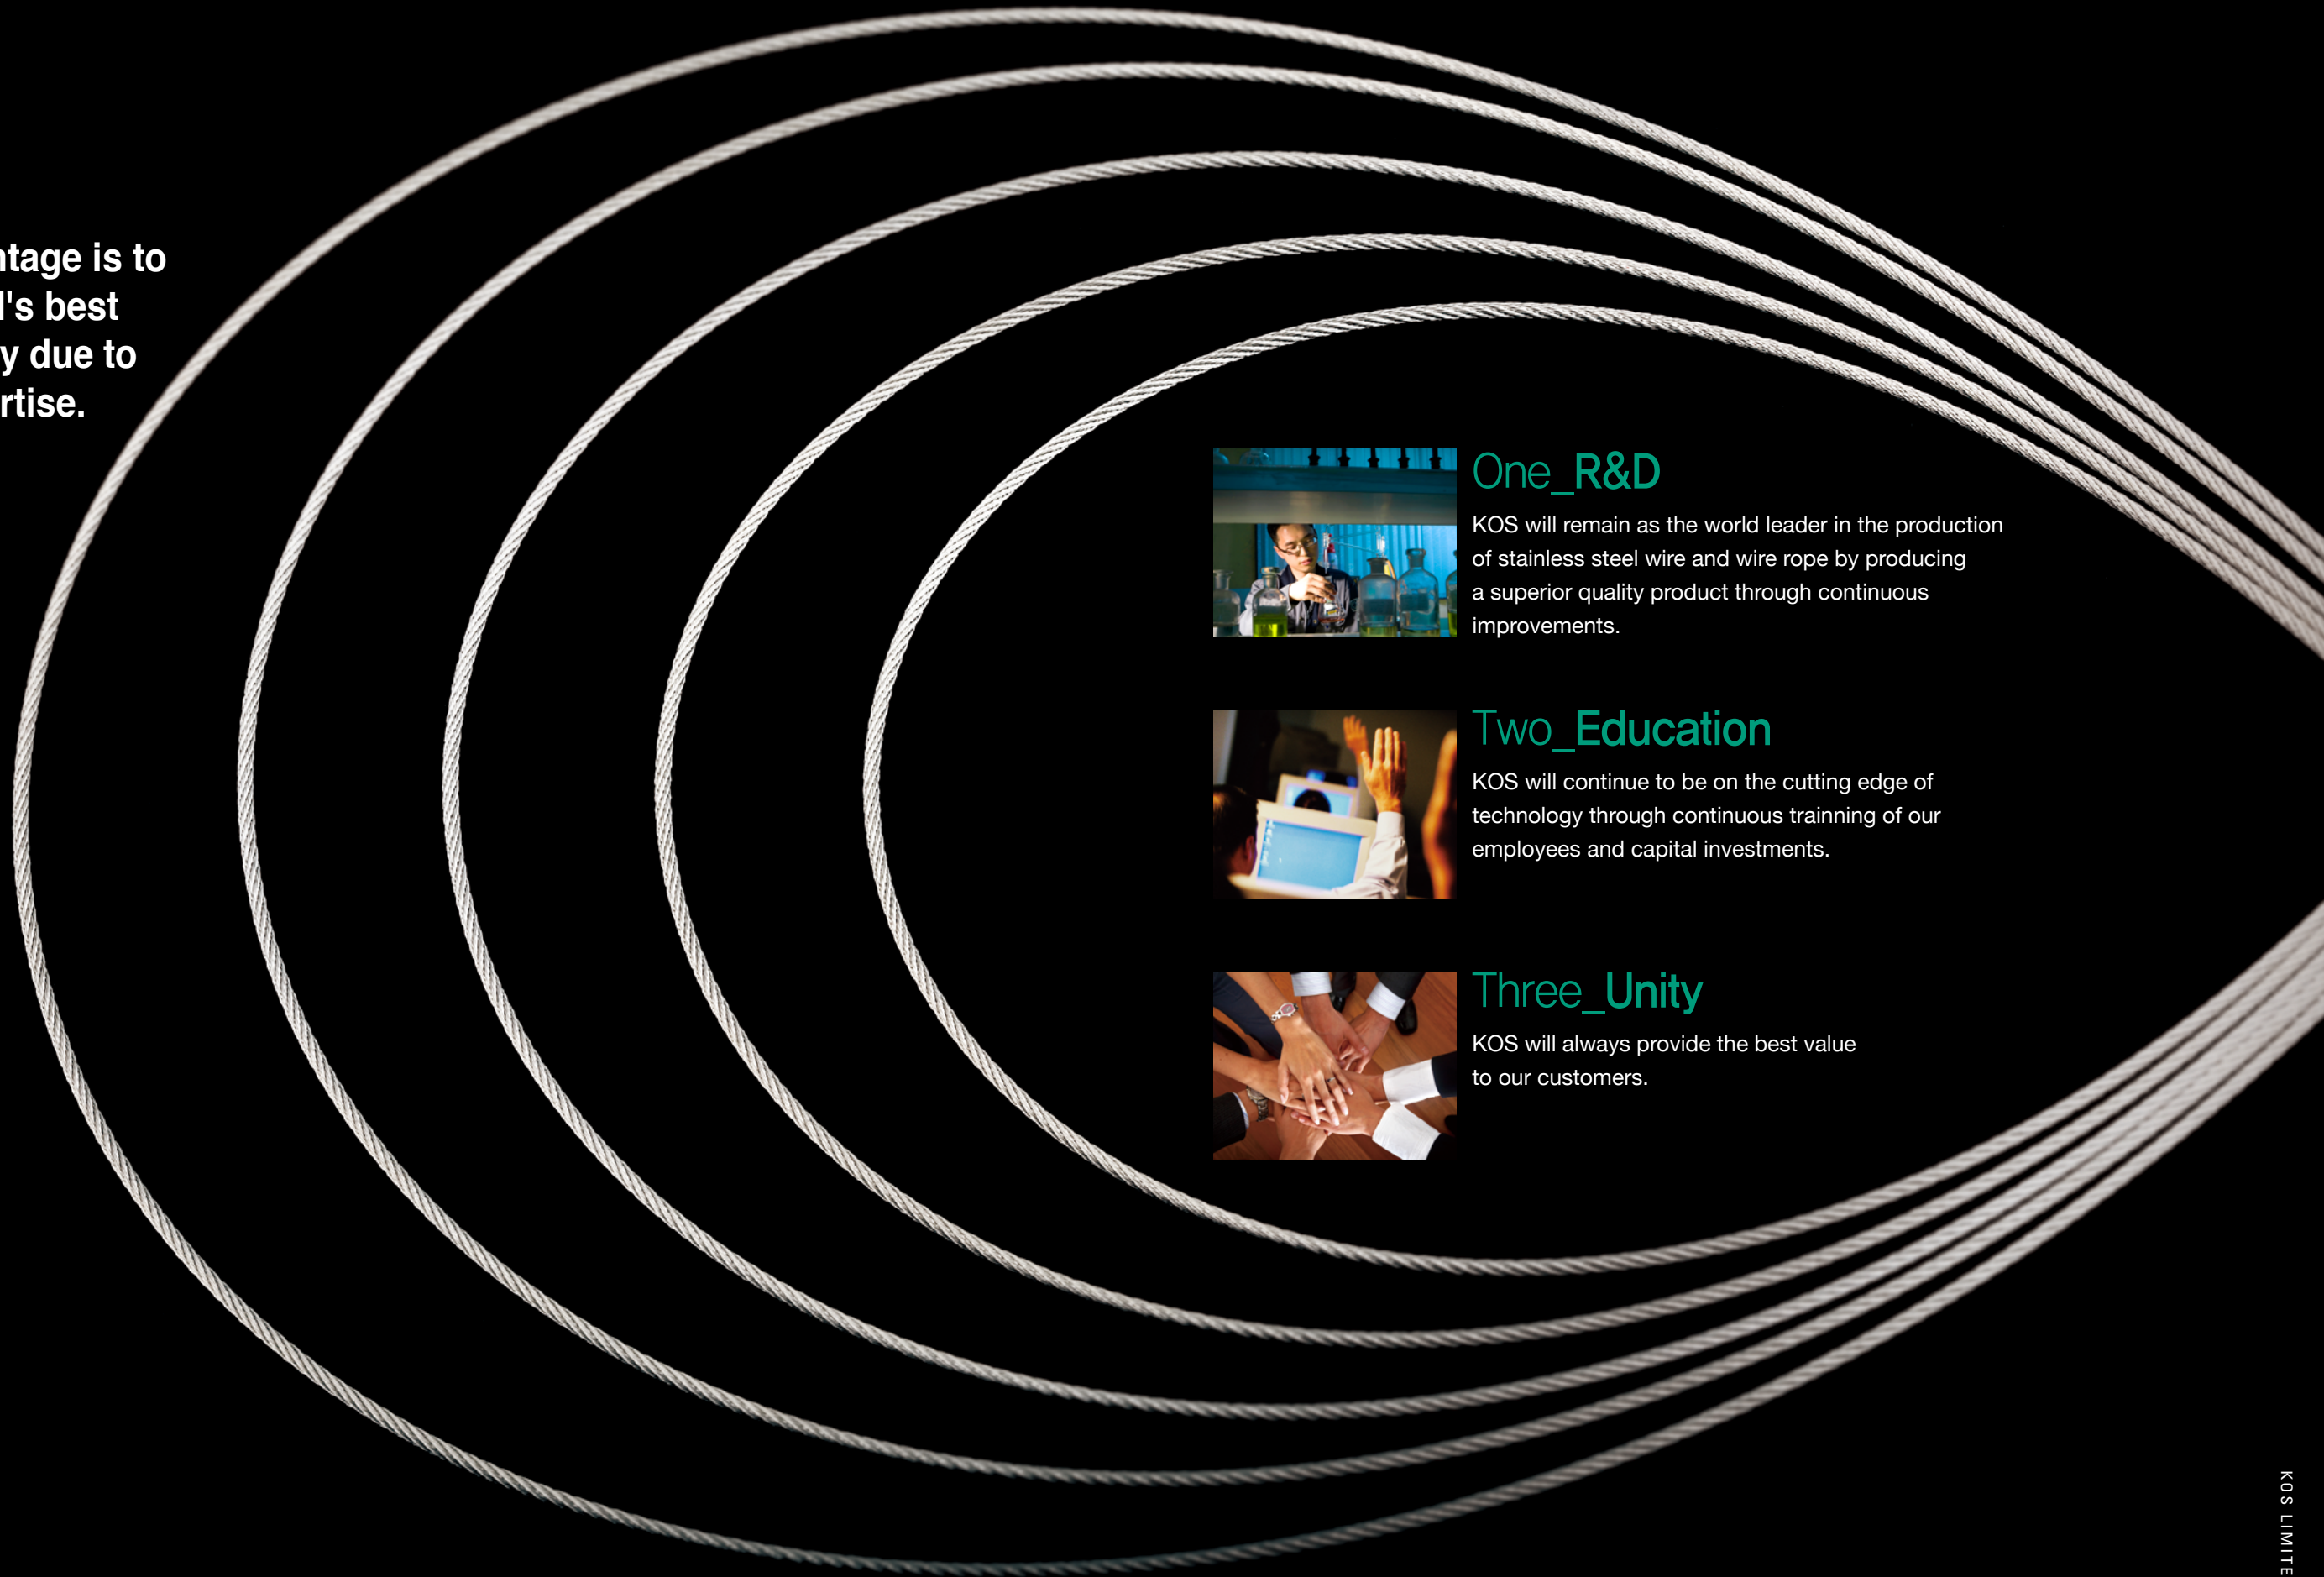 ntage is to
l's best
y due to
rtise.
One_R&D
KOS will remain as the world leader in the production
of stainless steel wire and wire rope by producing
a superior quality product through continuous
improvements.
Two_Education
KOS will continue to be on the cutting edge of
technology through continuous trainning of our
employees and capital investments.
Three_Unity
KOS will always provide the best value
to our customers.
KOS LIMITE